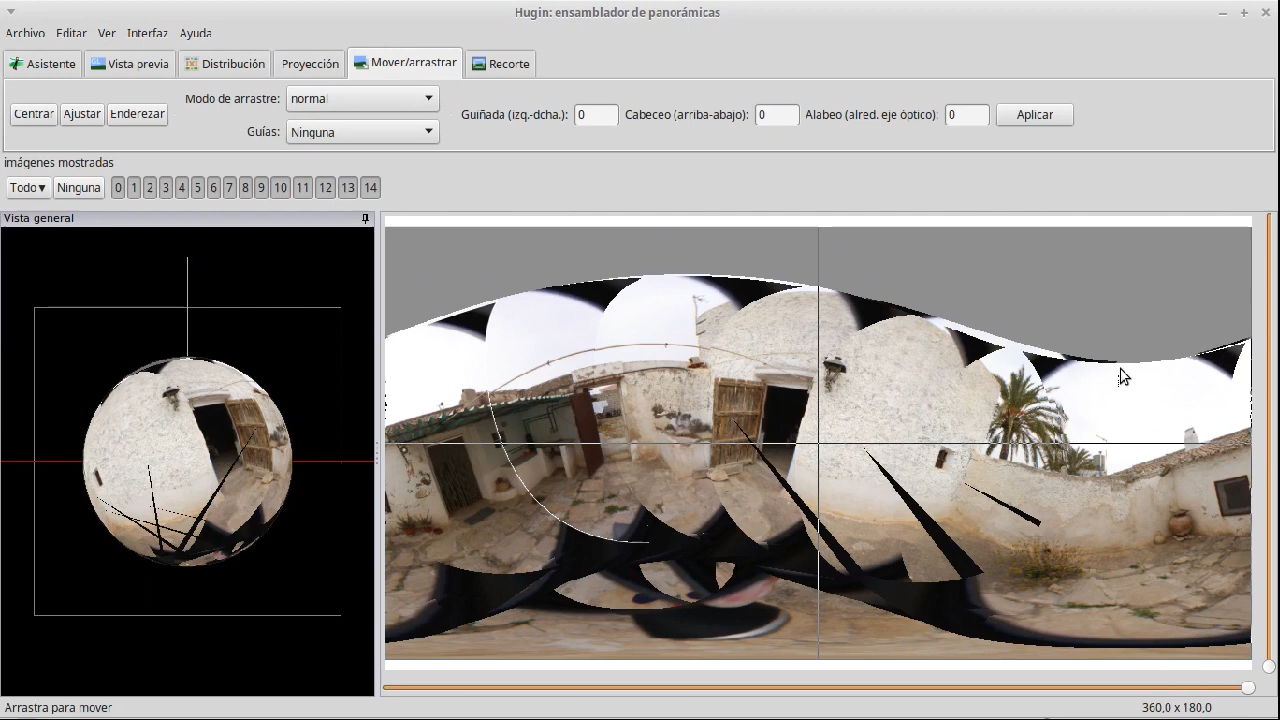 Hugin: ensamblador de panorámicas
Archivo Editar Ver Interfaz Ayuda
Asistente Vista previa Distribución Proyección Mover/arrastrar Recorte
Centrar Ajustar Enderezar Modo de arrastre: normal Guiñada (izq.-dcha.): 0 Cabeceo (arriba-abajo): 0 Alabeo (alred. eje óptico): 0 Aplicar
Guías: Ninguna
imágenes mostradas
Todo Ninguna 0 1 2 3 4 5 6 7 8 9 10 11 12 13 14
Vista general
Arrastra para mover 360,0 x 180,0